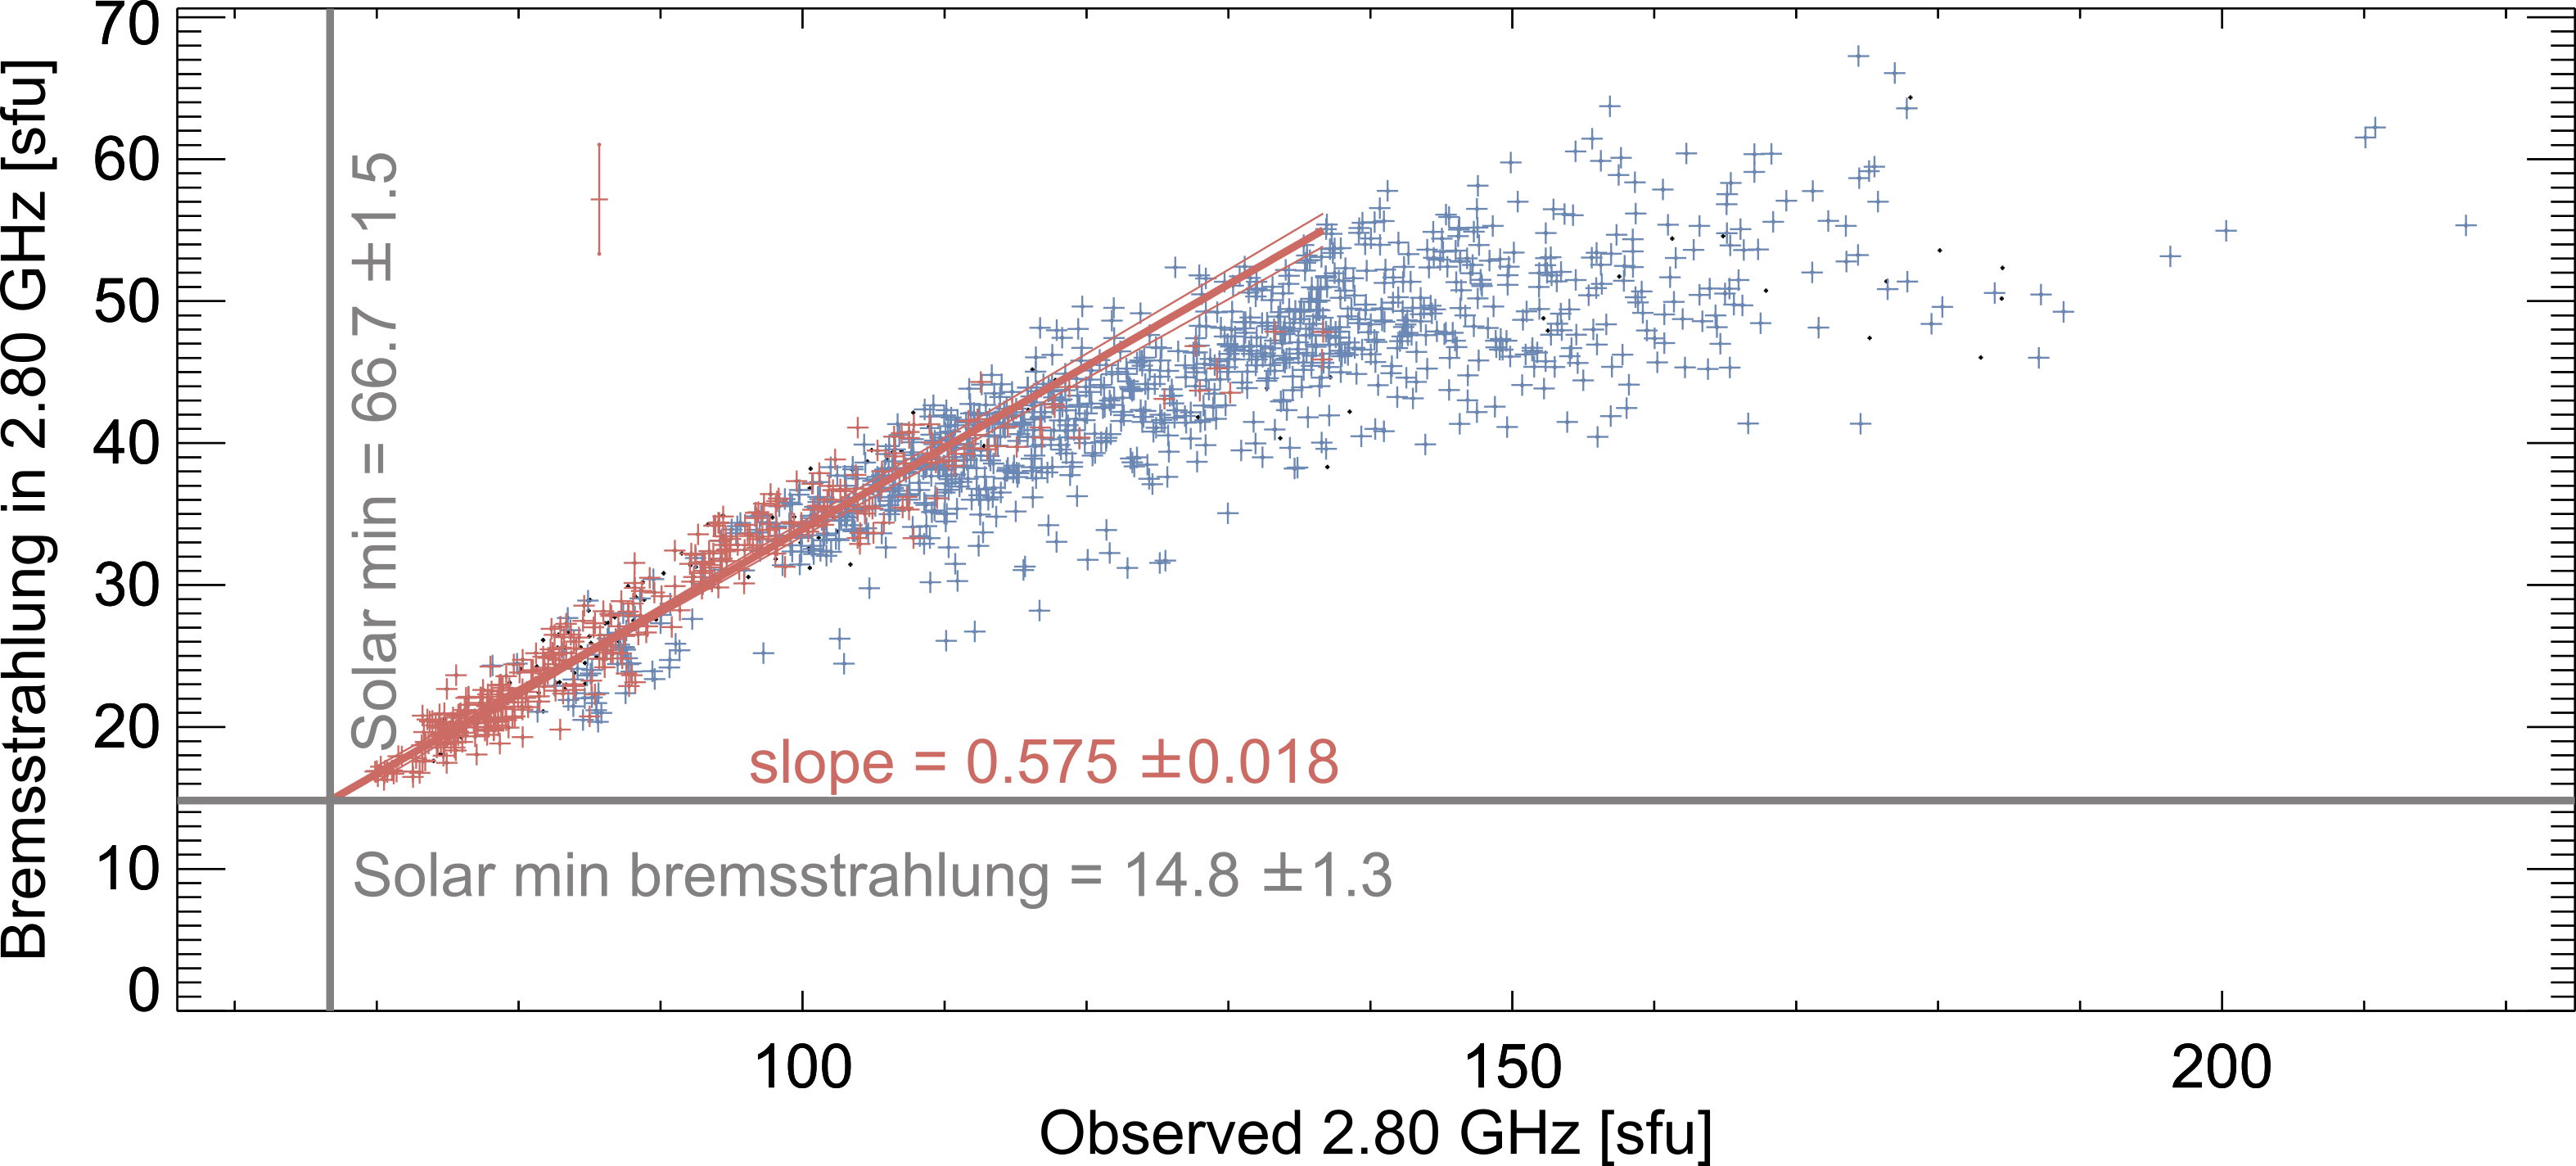 70
60
50
40
30
20
10
0
Bremsstrahlung in 2.80 GHz [sfu]
Solar min = 66.7 ±1.5
slope = 0.575 ±0.018
Solar min bremsstrahlung = 14.8 ±1.3
100 150 200
Observed 2.80 GHz [sfu]